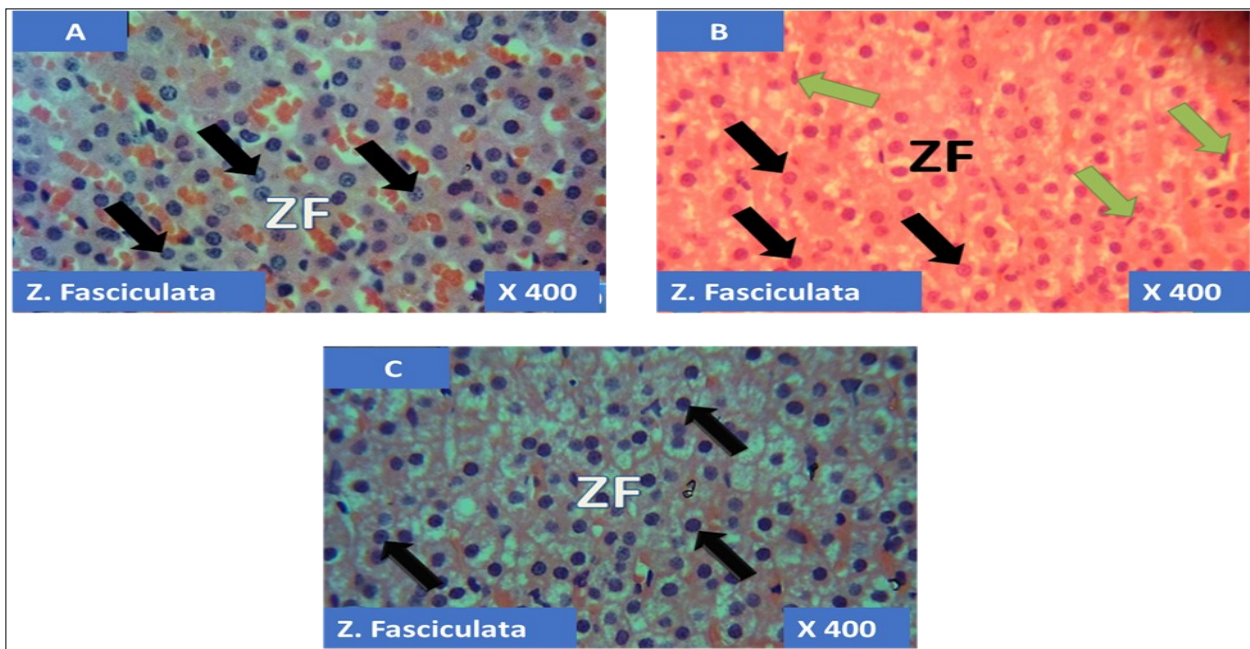 A
ZF
Z. Fasciculata
X 400
B
ZF
Z. Fasciculata
X 400
C
ZF
Z. Fasciculata
X 400